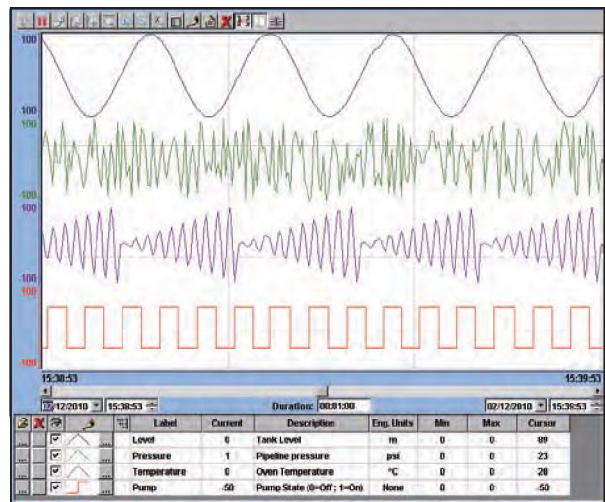 100
100
100
-100
100
-100
100
-100
15:38:53 15:39:53
/12/2010 15:38:53 Duration: 00:01:00 02/12/2010 15:39:53
Label Current Description Eng. Units Min Max Cursor
Level 0 Tank Level m 0 0 89
Pressure 1 Pipeline pressure psi 0 0 23
Temperature 0 Oven Temperature °C 0 0 20
Pump -50 Pump State (0=Off; 1=On) None 0 0 -50